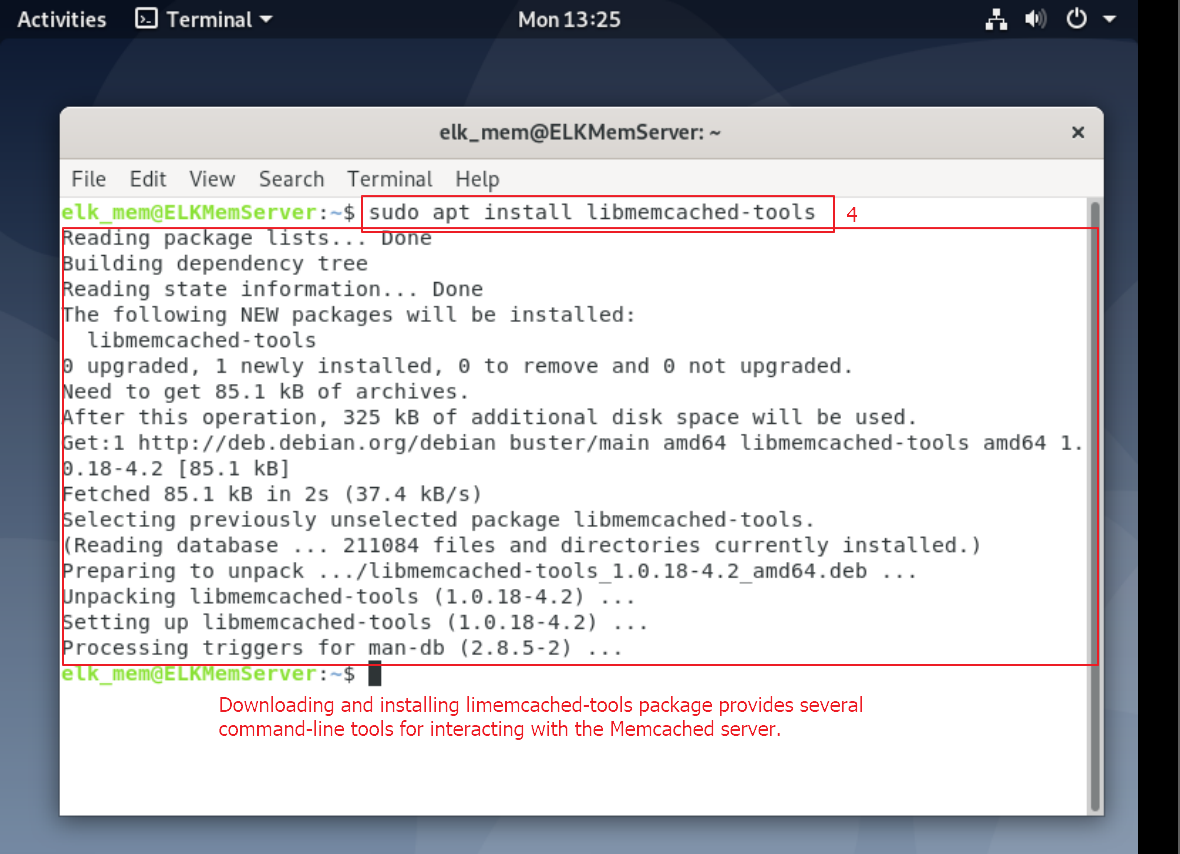 Activities Terminal Mon 13:25
elk_mem@ELKMemServer: ~ ×
File Edit View Search Terminal Help
elk_mem@ELKMemServer:~$ sudo apt install libmemcached-tools 4
Reading package lists... Done
Building dependency tree
Reading state information... Done
The following NEW packages will be installed:
  libmemcached-tools
0 upgraded, 1 newly installed, 0 to remove and 0 not upgraded.
Need to get 85.1 kB of archives.
After this operation, 325 kB of additional disk space will be used.
Get:1 http://deb.debian.org/debian buster/main amd64 libmemcached-tools amd64 1.
0.18-4.2 [85.1 kB]
Fetched 85.1 kB in 2s (37.4 kB/s)
Selecting previously unselected package libmemcached-tools.
(Reading database ... 211084 files and directories currently installed.)
Preparing to unpack .../libmemcached-tools_1.0.18-4.2_amd64.deb ...
Unpacking libmemcached-tools (1.0.18-4.2) ...
Setting up libmemcached-tools (1.0.18-4.2) ...
Processing triggers for man-db (2.8.5-2) ...
elk_mem@ELKMemServer:~$
Downloading and installing limemcached-tools package provides several
command-line tools for interacting with the Memcached server.